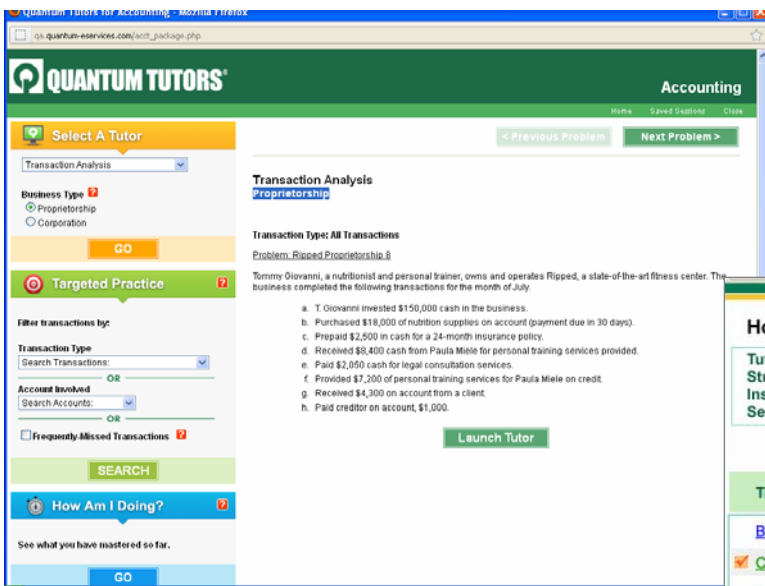 Quantum Tutors for Accounting - Mozilla Firefox
qa.quantum-eservices.com/acct_package.php
QUANTUM TUTORS®
Accounting
Home Saved Sessions Close
Select A Tutor
Transaction Analysis
Business Type ?
Proprietorship
Corporation
GO
Targeted Practice ?
Filter transactions by:
Transaction Type
Search Transactions:
OR
Account Involved
Search Accounts:
OR
Frequently-Missed Transactions ?
SEARCH
How Am I Doing? ?
See what you have mastered so far.
GO
< Previous Problem Next Problem >
Transaction Analysis
Proprietorship
Transaction Type: All Transactions
Problem: Ripped Proprietorship 8
Tommy Giovanni, a nutritionist and personal trainer, owns and operates Ripped, a state-of-the-art fitness center. The
business completed the following transactions for the month of July.
a. T. Giovanni invested $150,000 cash in the business.
b. Purchased $18,000 of nutrition supplies on account (payment due in 30 days).
c. Prepaid $2,500 in cash for a 24-month insurance policy.
d. Received $8,400 cash from Paula Miele for personal training services provided.
e. Paid $2,050 cash for legal consultation services.
f. Provided $7,200 of personal training services for Paula Miele on credit.
g. Received $4,300 on account from a client.
h. Paid creditor on account, $1,000.
Launch Tutor
Ho
Tu
St
Ins
Se
T
B
C